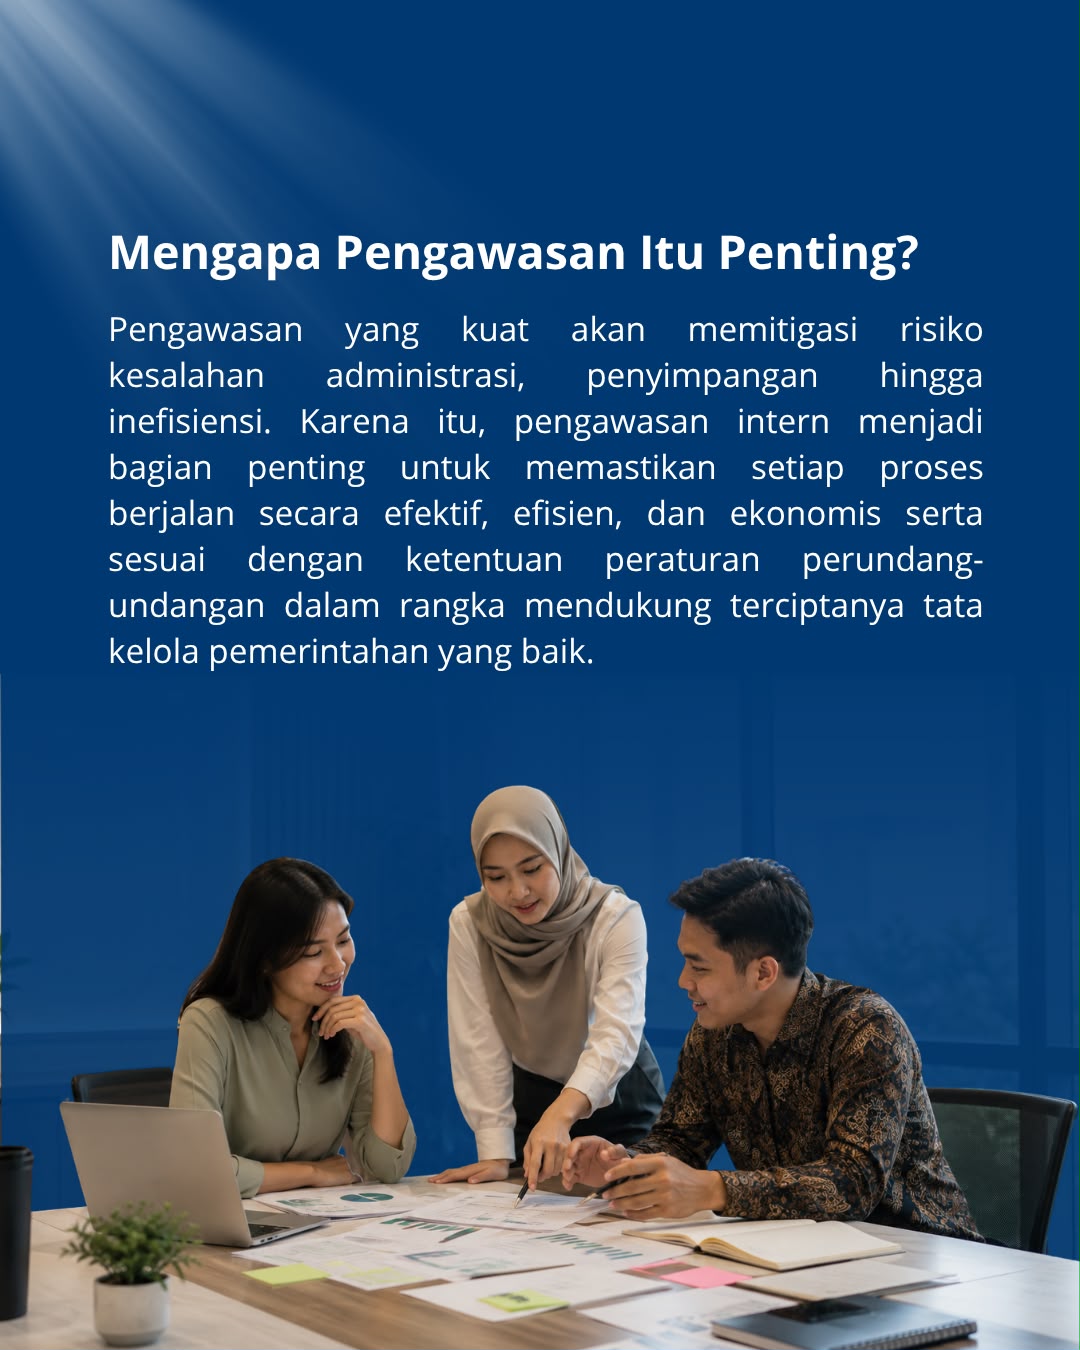 Mengapa Pengawasan Itu Penting?
Pengawasan yang kuat akan memitigasi risiko
kesalahan administrasi, penyimpangan hingga
inefisiensi. Karena itu, pengawasan intern menjadi
bagian penting untuk memastikan setiap proses
berjalan secara efektif, efisien, dan ekonomis serta
sesuai dengan ketentuan peraturan perundang-
undangan dalam rangka mendukung terciptanya tata
kelola pemerintahan yang baik.